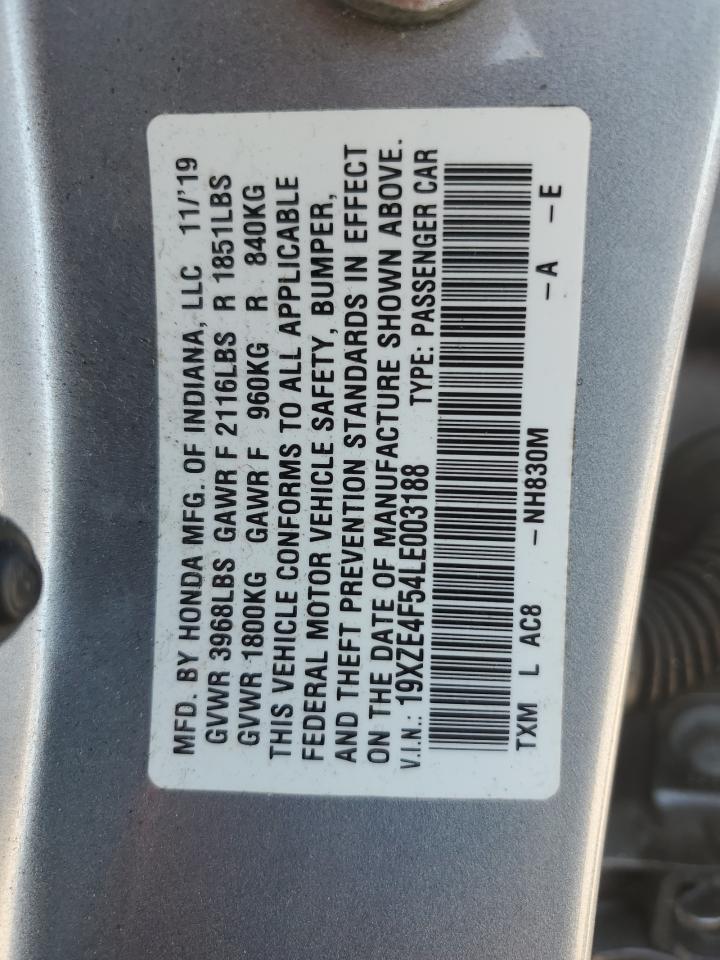 MFD. BY HONDA MFG. OF INDIANA, LLC 11/'19
GVWR 3968LBS GAWR F 2116LBS R 1851LBS
GVWR 1800KG GAWR F 960KG R 840KG
THIS VEHICLE CONFORMS TO ALL APPLICABLE
FEDERAL MOTOR VEHICLE SAFETY, BUMPER,
AND THEFT PREVENTION STANDARDS IN EFFECT
ON THE DATE OF MANUFACTURE SHOWN ABOVE.
V.I.N.: 19XZE4F54LE003188 TYPE: PASSENGER CAR
TXM L AC8 -NH830M -A -E